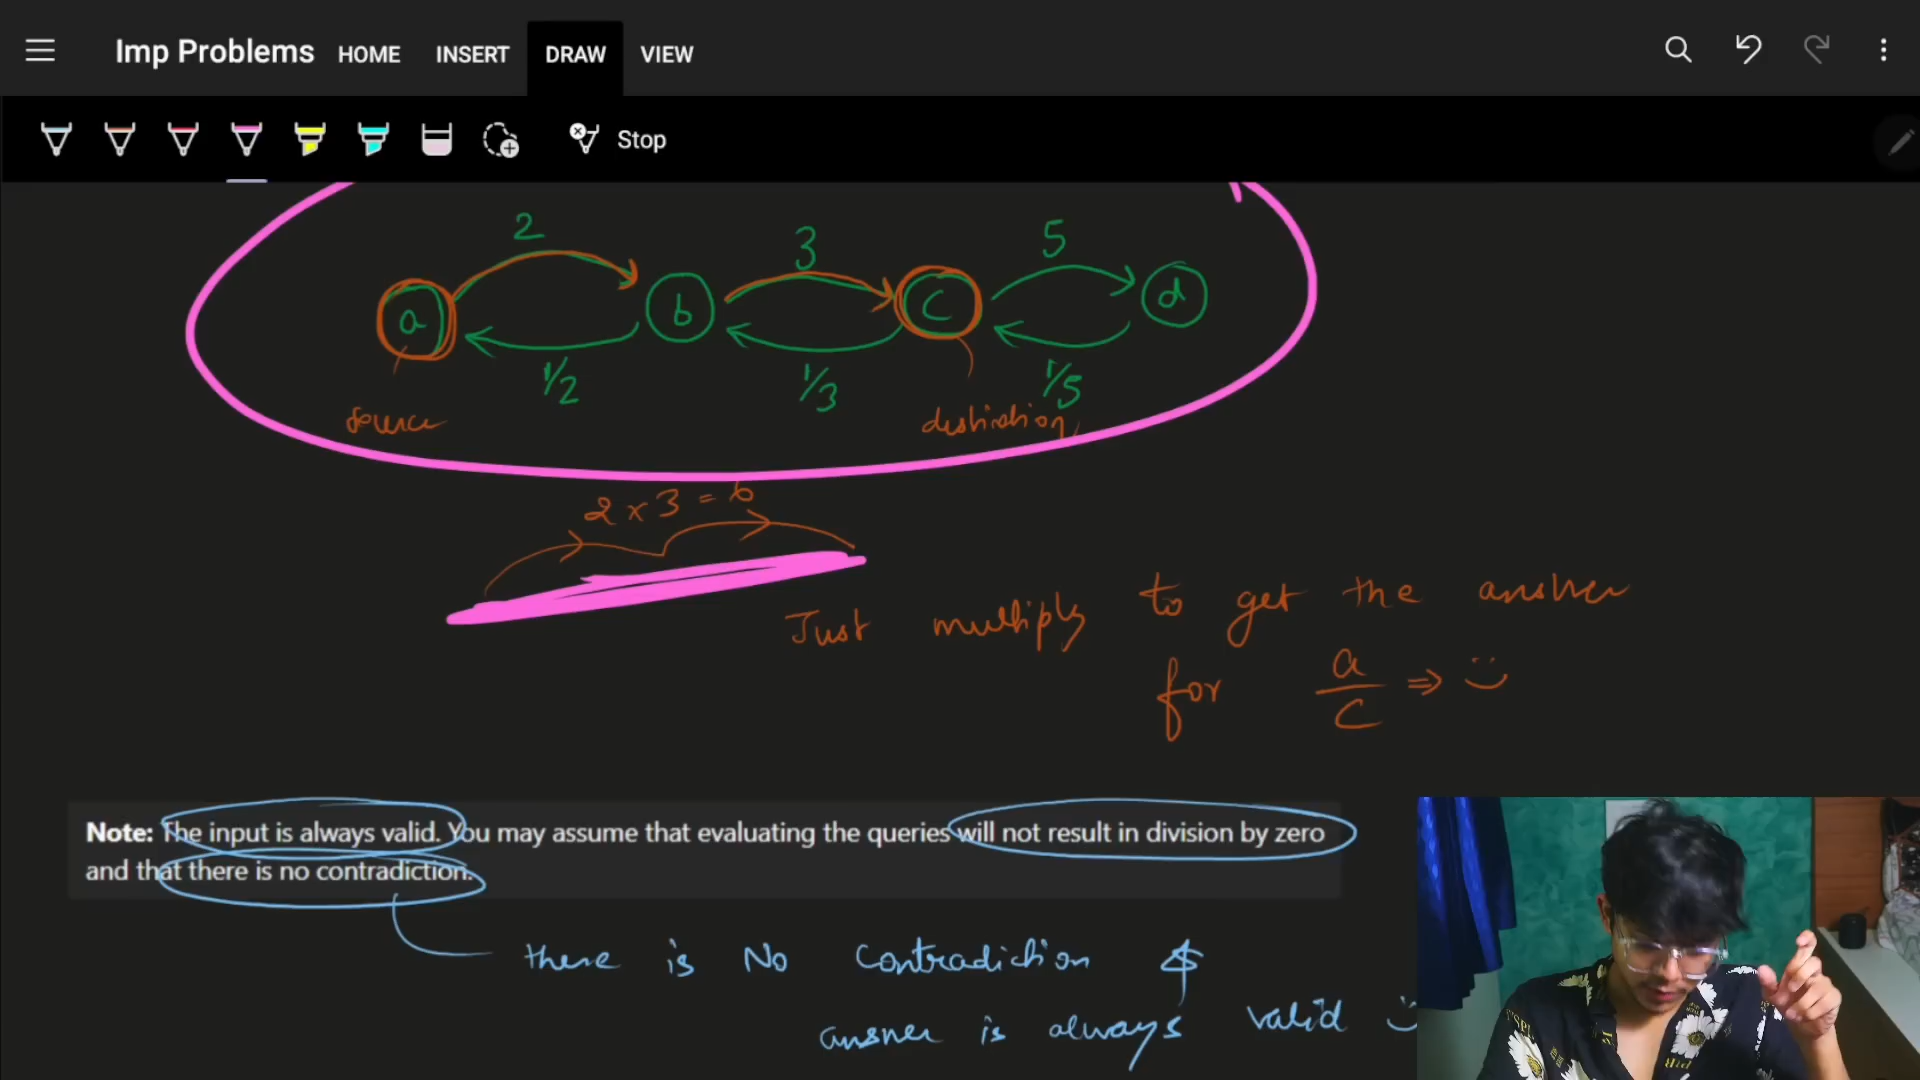 Imp Problems HOME INSERT DRAW VIEW
Stop
2 3 5
a b c d
1/2 1/3 1/5
source destination
2 x 3 = 6
Just multiply to get the answer
for a/c ⇒
Note: The input is always valid. You may assume that evaluating the queries will not result in division by zero
and that there is no contradiction.
there is No Contradiction &
answer is always valid